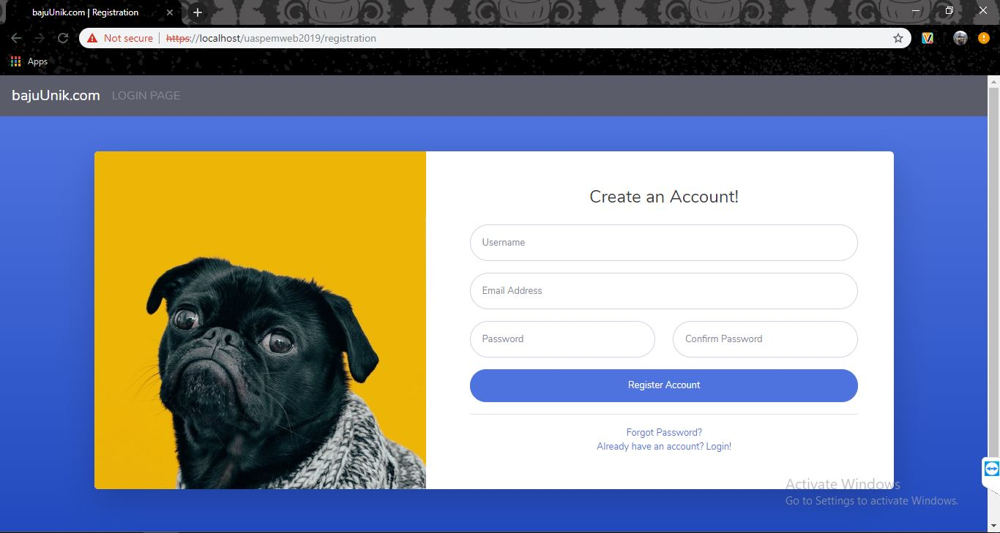 bajuUnik.com | Registration
Not secure | https://localhost/uaspemweb2019/registration
Apps
bajuUnik.com LOGIN PAGE
Create an Account!
Username
Email Address
Password Confirm Password
Register Account
Forgot Password?
Already have an account? Login!
Activate Windows
Go to Settings to activate Windows.